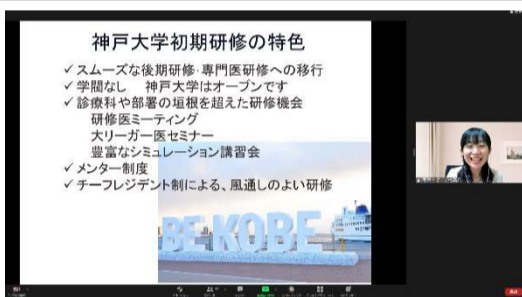 神戸大学初期研修の特色
✓スムーズな後期研修・専門医研修への移行
✓学閥なし　神戸大学はオープンです
✓診療科や部署の垣根を超えた研修機会
研修医ミーティング
大リーガー医セミナー
豊富なシミュレーション講習会
✓メンター制度
✓チーフレジデント制による、風通しのよい研修
BE KOBE